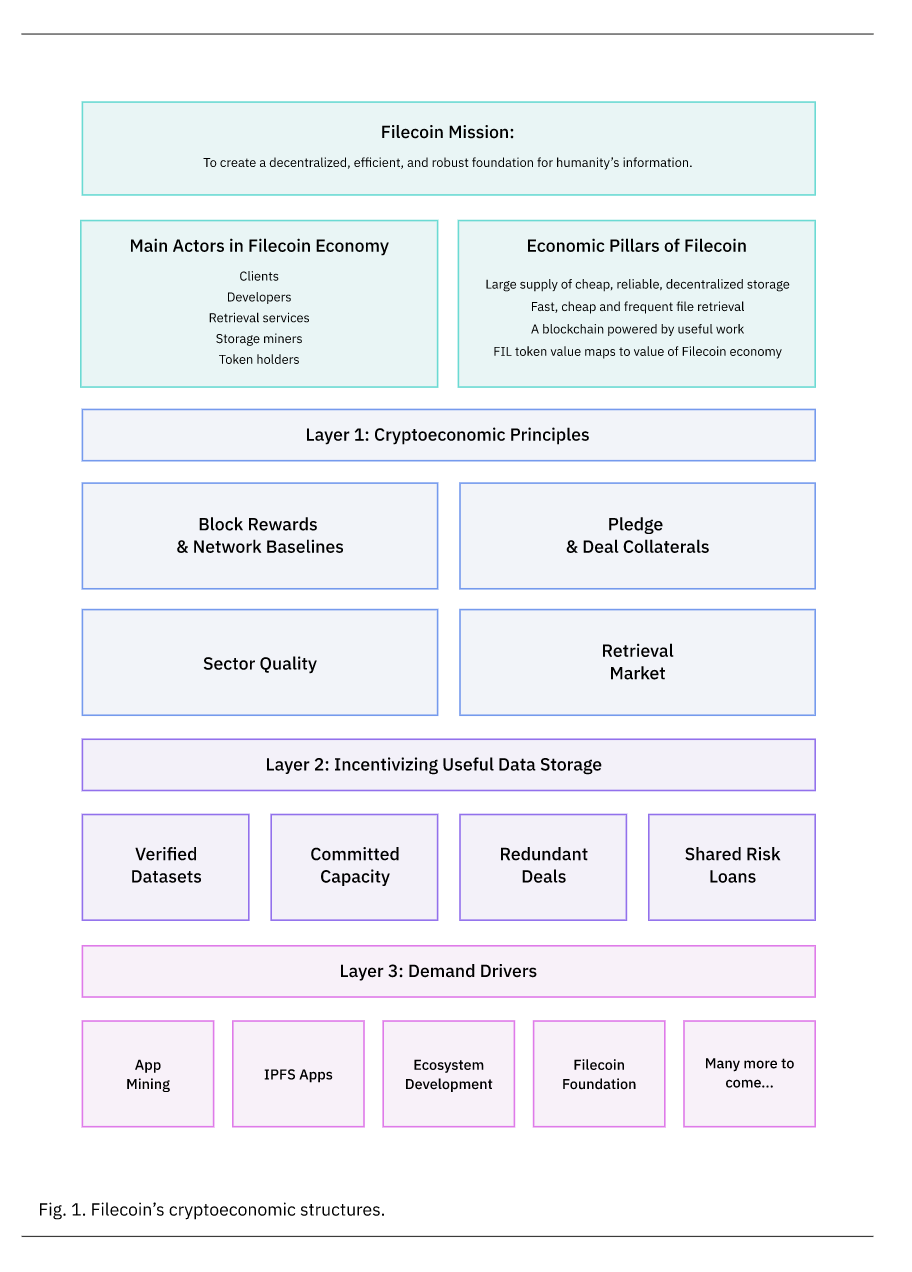 Filecoin Mission:
To create a decentralized, efficient, and robust foundation for humanity’s information.
Main Actors in Filecoin Economy
Clients
Developers
Retrieval services
Storage miners
Token holders
Economic Pillars of Filecoin
Large supply of cheap, reliable, decentralized storage
Fast, cheap and frequent file retrieval
A blockchain powered by useful work
FIL token value maps to value of Filecoin economy
Layer 1: Cryptoeconomic Principles
Block Rewards
& Network Baselines
Pledge
& Deal Collaterals
Sector Quality
Retrieval
Market
Layer 2: Incentivizing Useful Data Storage
Verified
Datasets
Committed
Capacity
Redundant
Deals
Shared Risk
Loans
Layer 3: Demand Drivers
App
Mining
IPFS Apps
Ecosystem
Development
Filecoin
Foundation
Many more to
come...
Fig. 1. Filecoin’s cryptoeconomic structures.